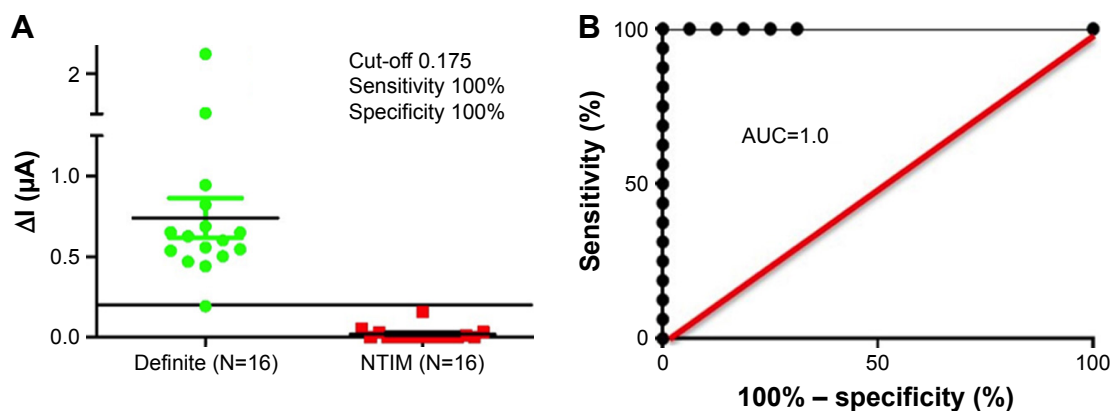 A
Cut-off 0.175
Sensitivity 100%
Specificity 100%
ΔI (µA)
2
1.0
0.5
0.0
Definite (N=16)
NTIM (N=16)
B
Sensitivity (%)
100
50
0
AUC=1.0
0
50
100
100% – specificity (%)